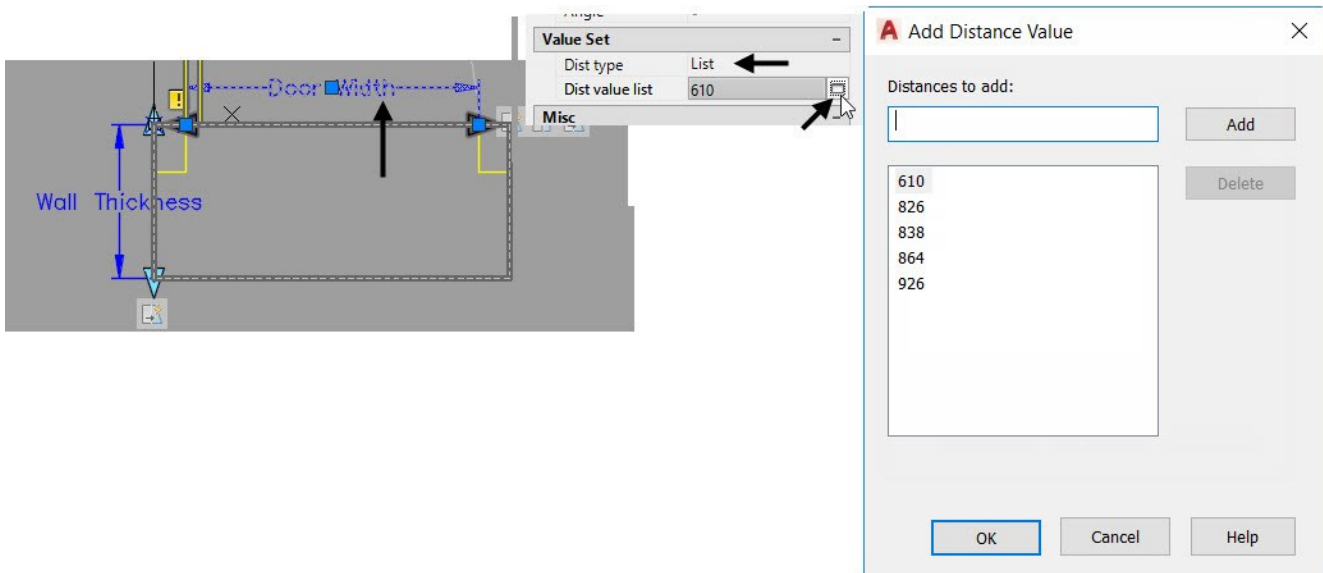 Angle
Value Set
Dist type List
Dist value list 610
Misc
Door Width
Wall Thickness
A Add Distance Value
Distances to add:
Add
610
826
838
864
926
Delete
OK Cancel Help